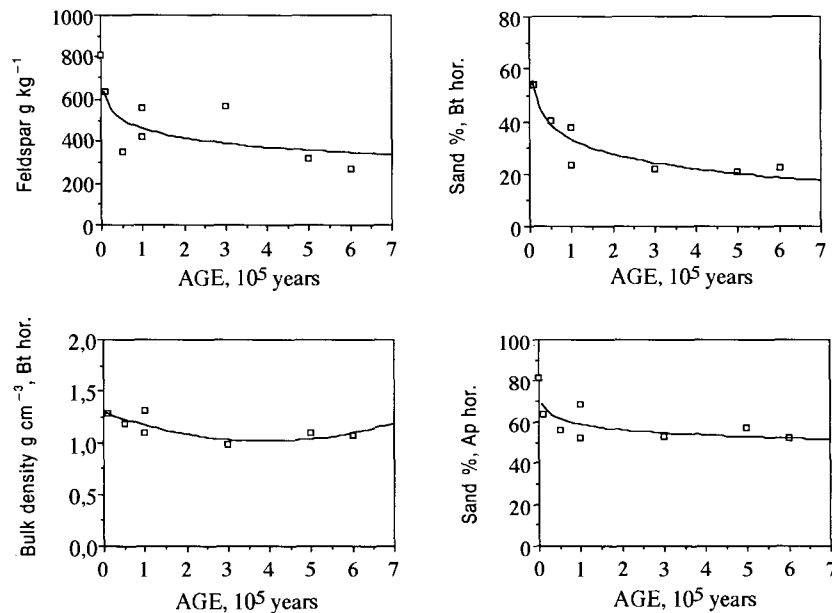 Feldspar g kg⁻¹
1000
800
600
400
200
0
0 1 2 3 4 5 6 7
AGE, 10⁵ years
Sand %, Bt hor.
80
60
40
20
0
0 1 2 3 4 5 6 7
AGE, 10⁵ years
Bulk density g cm⁻³, Bt hor.
2,0
1,5
1,0
0,5
0,0
0 1 2 3 4 5 6 7
AGE, 10⁵ years
Sand %, Ap hor.
100
80
60
40
20
0
0 1 2 3 4 5 6 7
AGE, 10⁵ years